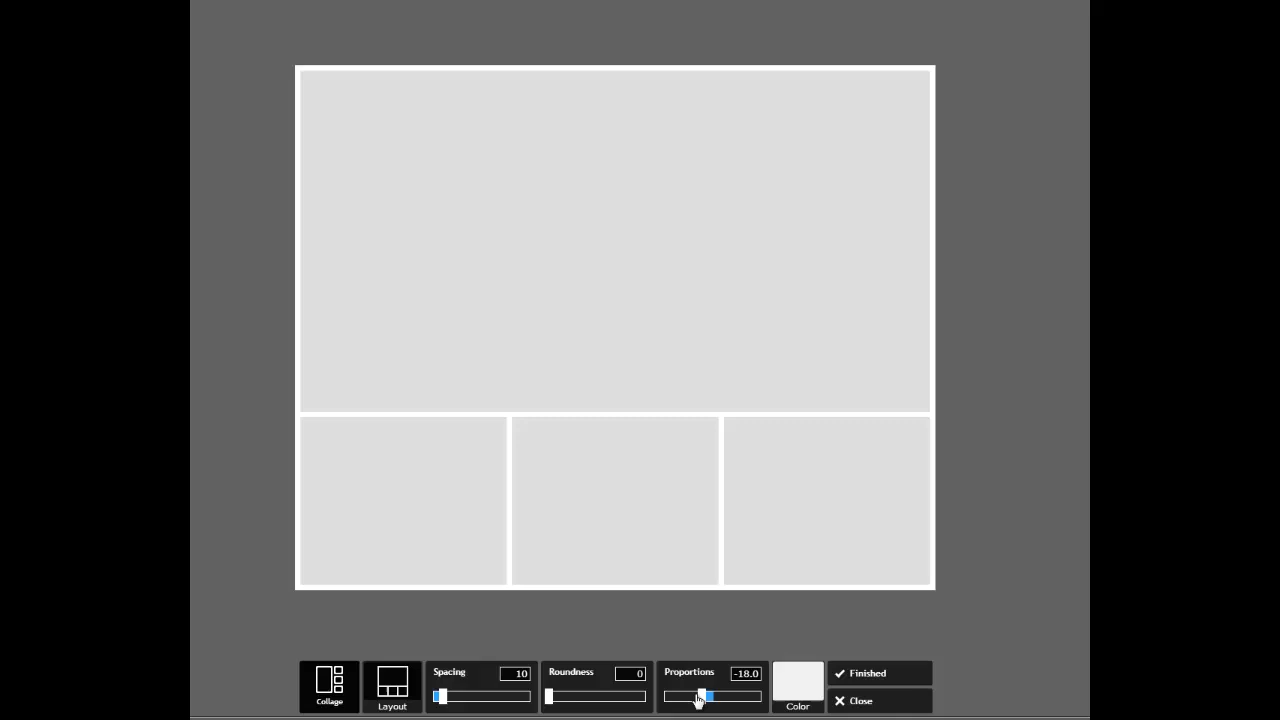 Collage
Layout
Spacing 10
Roundness 0
Proportions -18.0
Color
Finished
Close